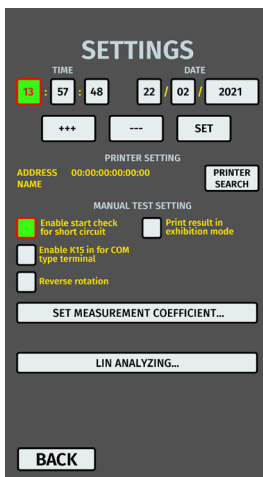 SETTINGS
TIME DATE
13 : 57 : 48 22 / 02 / 2021
+++ --- SET
PRINTER SETTING
ADDRESS 00:00:00:00:00:00
NAME
PRINTER
SEARCH
MANUAL TEST SETTING
Enable start check
for short circuit
Print result in
exhibition mode
Enable K15 in for COM
type terminal
Reverse rotation
SET MEASUREMENT COEFFICIENT...
LIN ANALYZING...
BACK